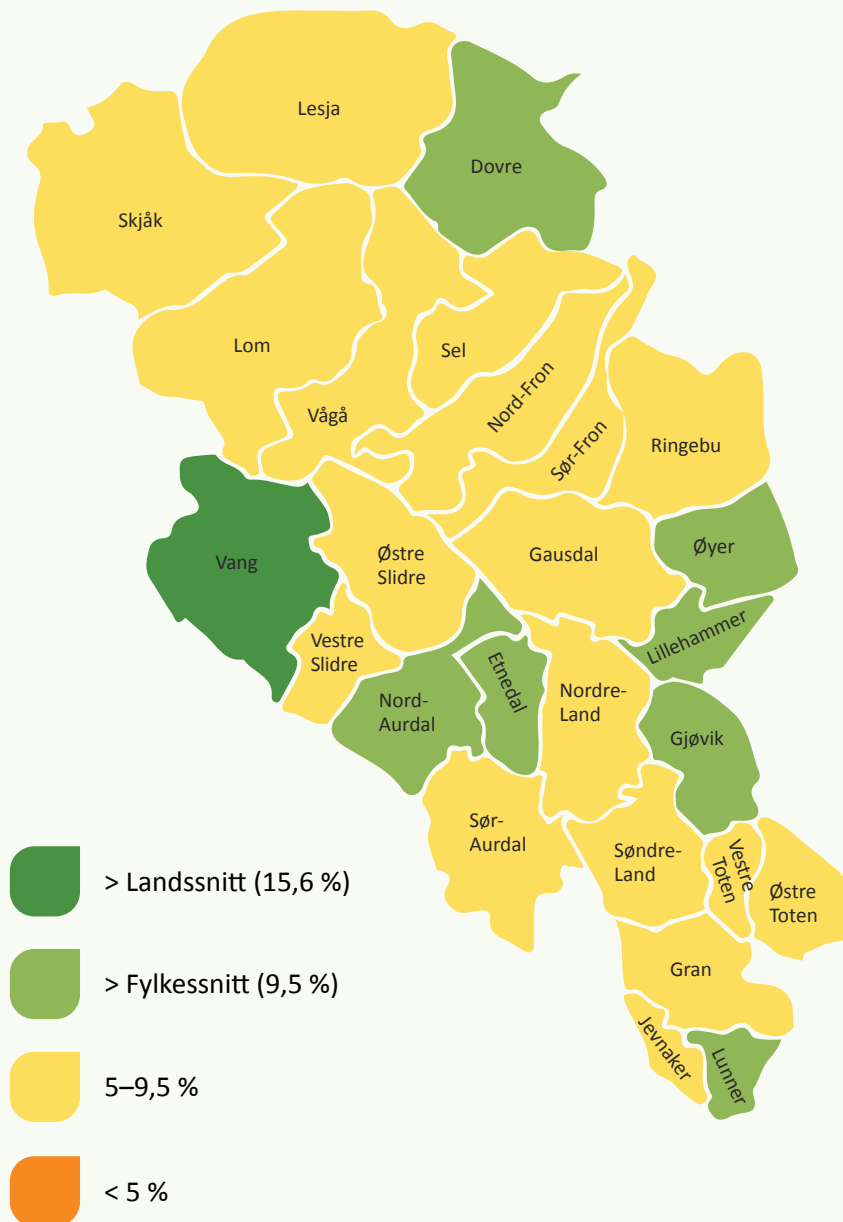 Lesja
Dovre
Skjåk
Lom
Sel
Vågå
Nord-Fron
Sør-Fron
Ringebu
Vang
Østre
Slidre
Gausdal
Øyer
Vestre
Slidre
Lillehammer
Etnedal
Nord-
Aurdal
Nordre-
Land
Gjøvik
Sør-
Aurdal
Søndre-
Land
Vestre
Toten
Østre
Toten
Gran
Jevnaker
Lunner
> Landssnitt (15,6 %)
> Fylkessnitt (9,5 %)
5–9,5 %
< 5 %